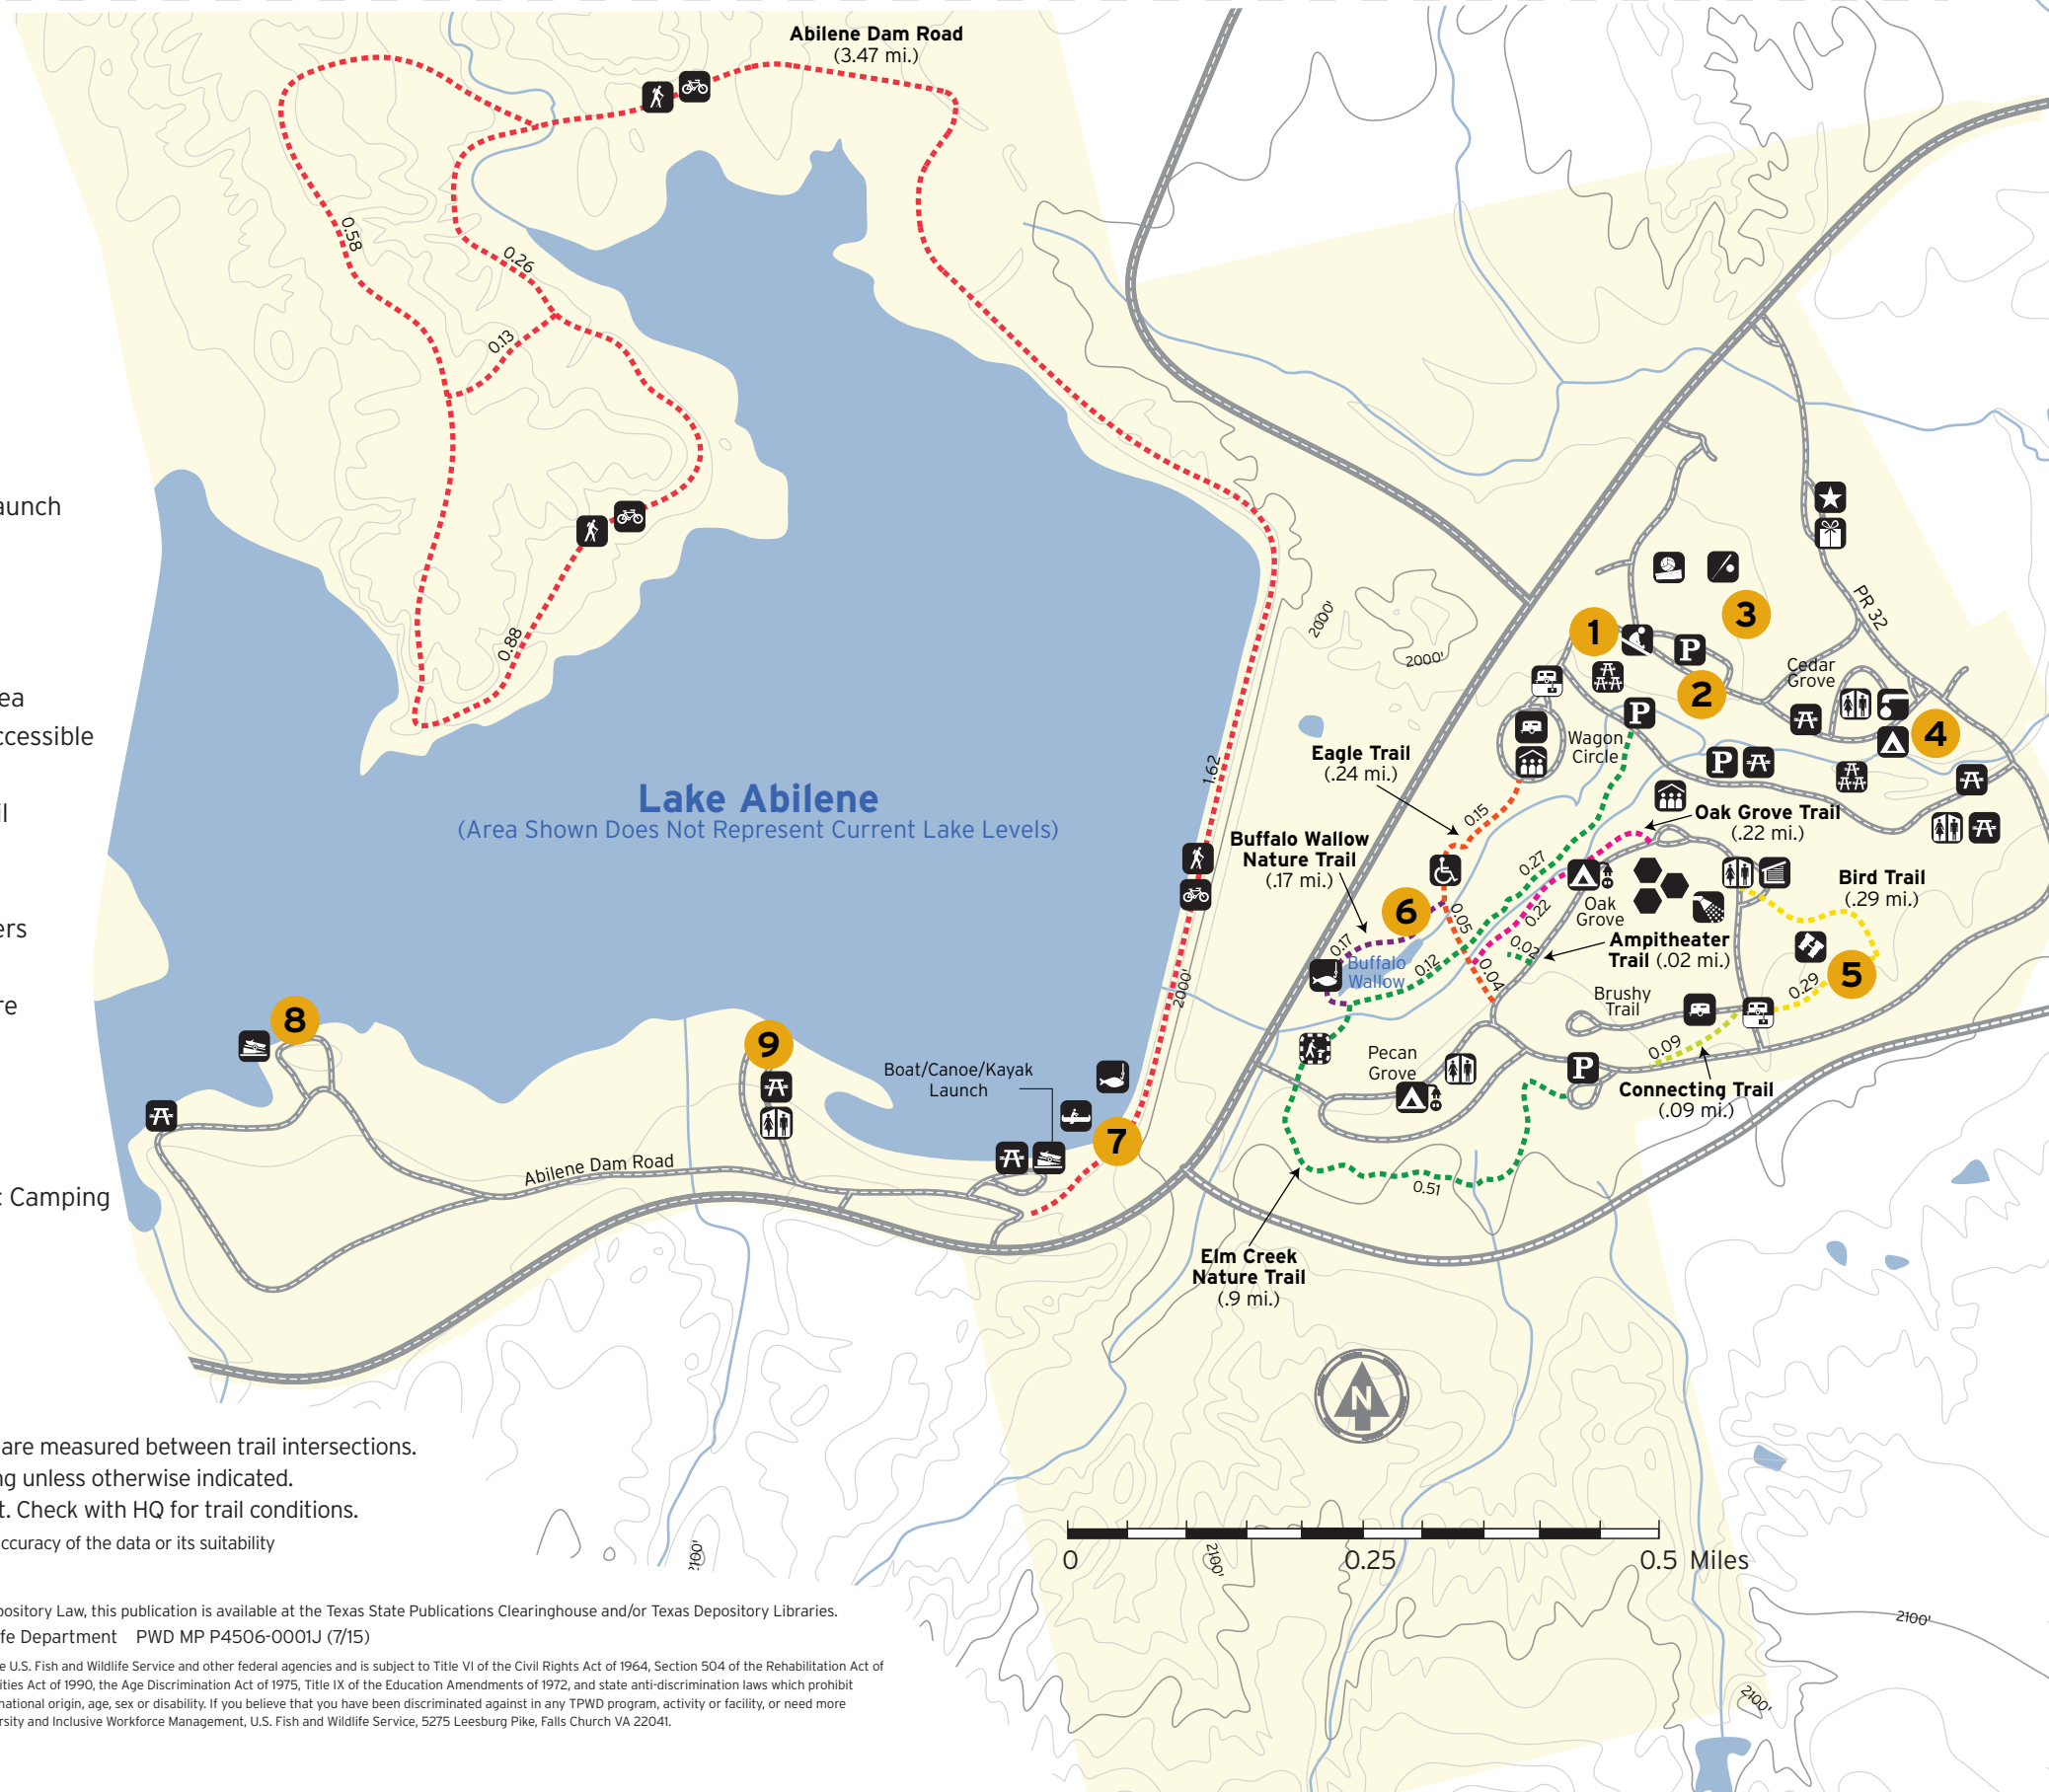 Abilene Dam Road
(3.47 mi.)
0.58
0.26
0.13
0.88
aunch
ea
ccessible
il
ers
re
c Camping
Lake Abilene
(Area Shown Does Not Represent Current Lake Levels)
1.62
2000'
2000'
2000'
PR 32
1
2
3
4
5
6
7
8
9
P
P
P
P
Cedar
Grove
Wagon
Circle
Eagle Trail
(.24 mi.)
0.15
Buffalo Wallow
Nature Trail
(.17 mi.)
0.17
Buffalo
Wallow
0.05
0.04
0.12
0.27
0.22
0.02
Oak Grove Trail
(.22 mi.)
Oak
Grove
Ampitheater
Trail (.02 mi.)
Bird Trail
(.29 mi.)
0.29
Brushy
Trail
0.09
Connecting Trail
(.09 mi.)
Pecan
Grove
0.51
Elm Creek
Nature Trail
(.9 mi.)
Boat/Canoe/Kayak
Launch
Abilene Dam Road
N
0
0.25
0.5 Miles
2100'
2100'
2100'
2100'
are measured between trail intersections.
ng unless otherwise indicated.
t. Check with HQ for trail conditions.
ccuracy of the data or its suitability
pository Law, this publication is available at the Texas State Publications Clearinghouse and/or Texas Depository Libraries.
fe Department PWD MP P4506-0001J (7/15)
e U.S. Fish and Wildlife Service and other federal agencies and is subject to Title VI of the Civil Rights Act of 1964, Section 504 of the Rehabilitation Act of
ities Act of 1990, the Age Discrimination Act of 1975, Title IX of the Education Amendments of 1972, and state anti-discrimination laws which prohibit
national origin, age, sex or disability. If you believe that you have been discriminated against in any TPWD program, activity or facility, or need more
rsity and Inclusive Workforce Management, U.S. Fish and Wildlife Service, 5275 Leesburg Pike, Falls Church VA 22041.